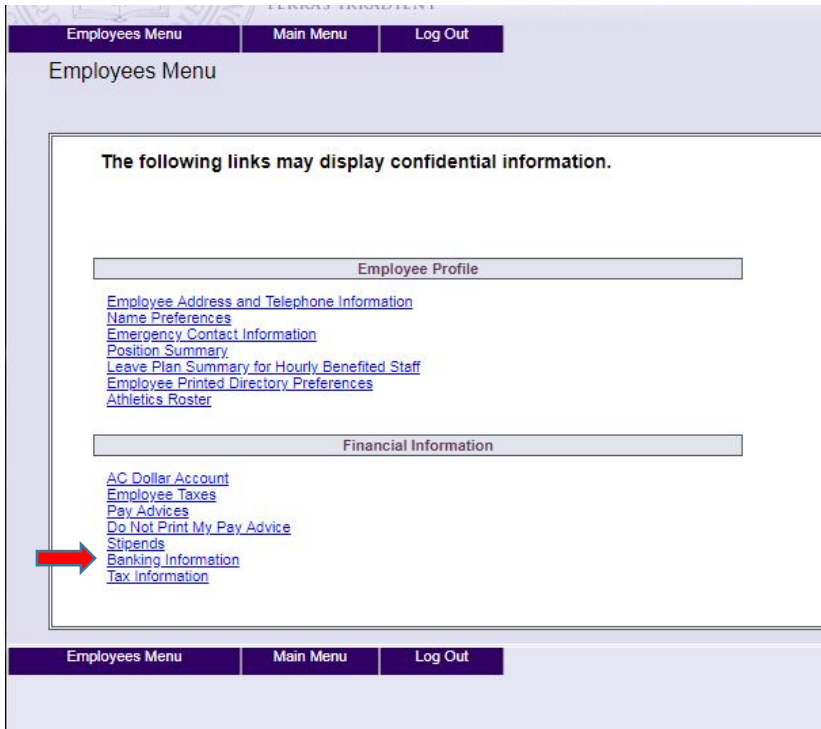 Employees Menu Main Menu Log Out
Employees Menu
The following links may display confidential information.
Employee Profile
Employee Address and Telephone Information
Name Preferences
Emergency Contact Information
Position Summary
Leave Plan Summary for Hourly Benefited Staff
Employee Printed Directory Preferences
Athletics Roster
Financial Information
AC Dollar Account
Employee Taxes
Pay Advices
Do Not Print My Pay Advice
Stipends
Banking Information
Tax Information
Employees Menu Main Menu Log Out